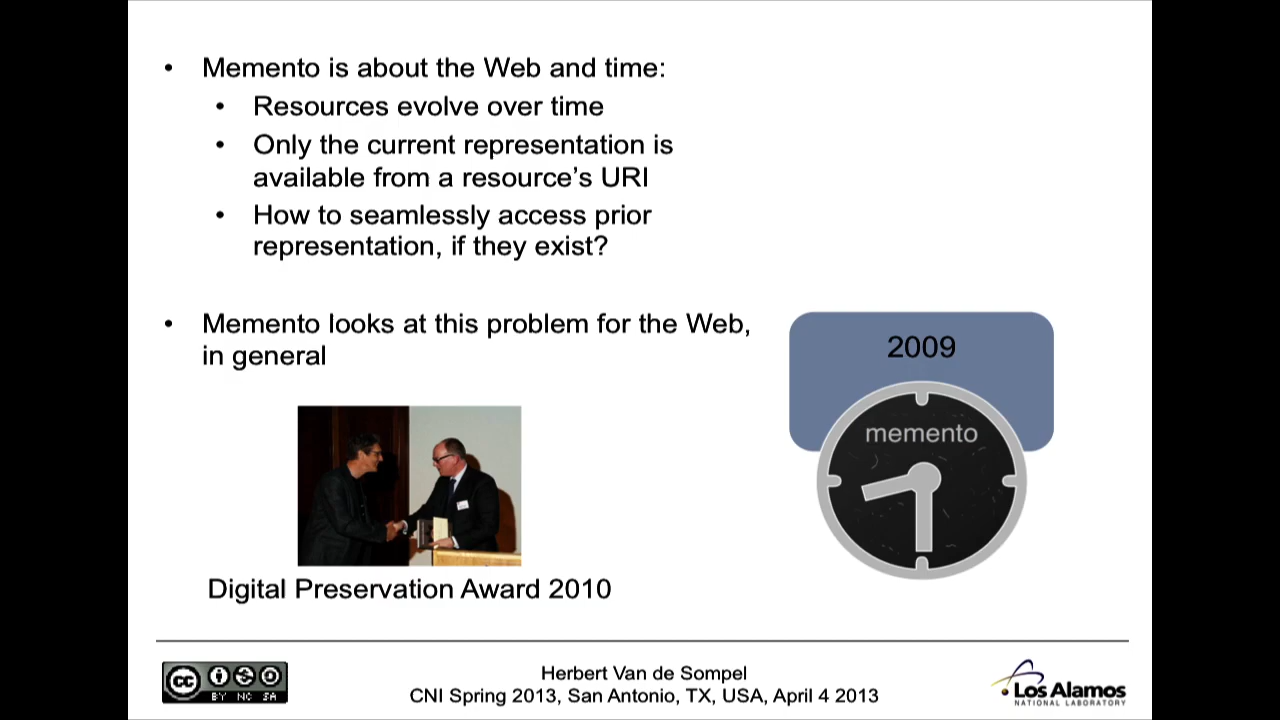 • Memento is about the Web and time:
• Resources evolve over time
• Only the current representation is
available from a resource’s URI
• How to seamlessly access prior
representation, if they exist?
• Memento looks at this problem for the Web,
in general
2009
memento
Digital Preservation Award 2010
cc BY NC SA
Herbert Van de Sompel
CNI Spring 2013, San Antonio, TX, USA, April 4 2013
Los Alamos
NATIONAL LABORATORY